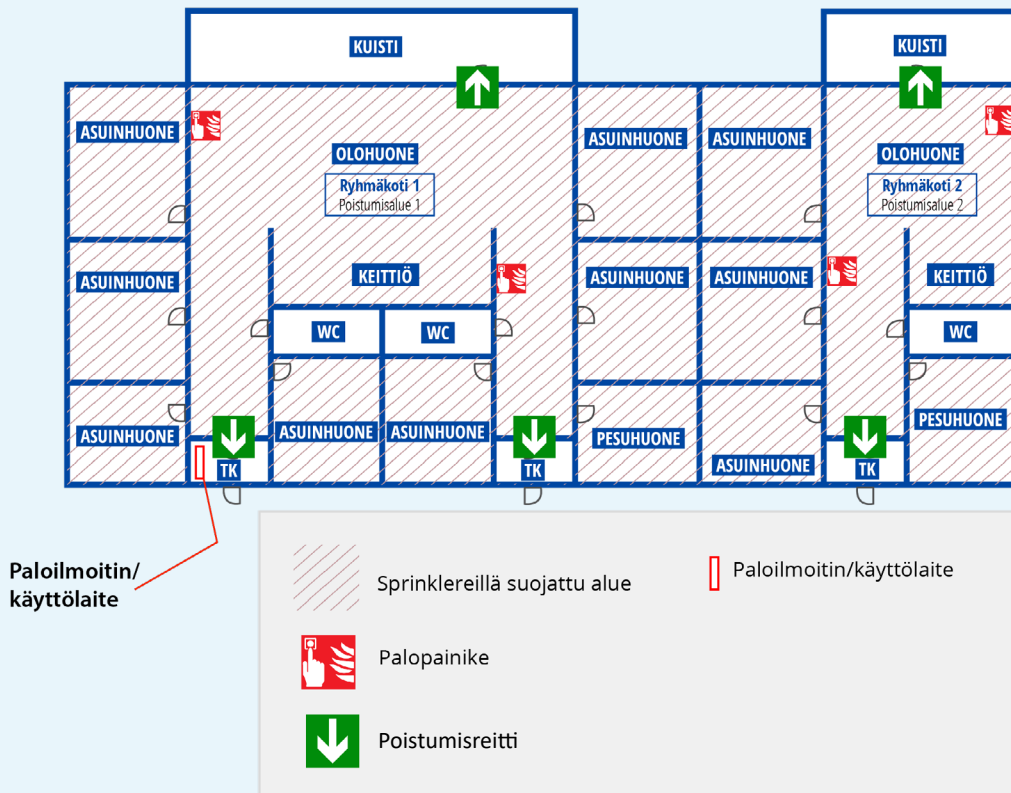 KUISTI
KUISTI
ASUINHUONE
ASUINHUONE
ASUINHUONE
OLOHUONE
OLOHUONE
Ryhmäkoti 1
Poistumisalue 1
Ryhmäkoti 2
Poistumisalue 2
ASUINHUONE
KEITTIÖ
ASUINHUONE
ASUINHUONE
KEITTIÖ
WC
WC
WC
ASUINHUONE
ASUINHUONE
ASUINHUONE
PESUHUONE
PESUHUONE
ASUINHUONE
TK
TK
TK
Paloilmoitin/
käyttölaite
Sprinklereillä suojattu alue
Paloilmoitin/käyttölaite
Palopainike
Poistumisreitti